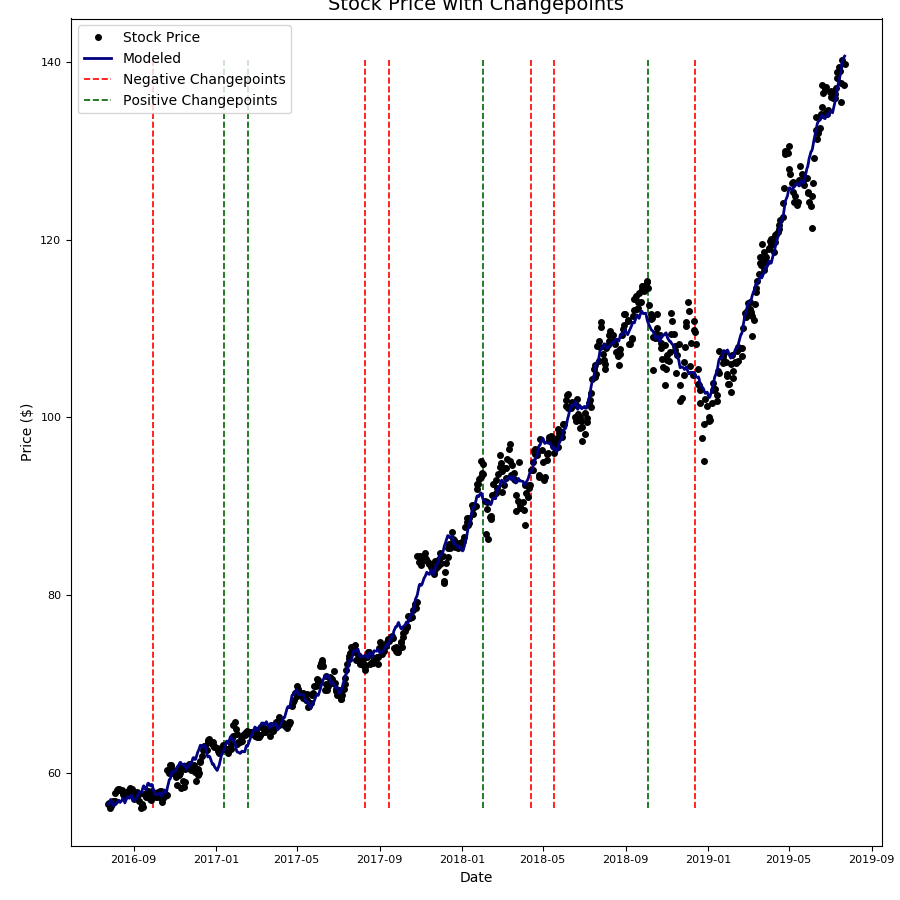 Stock Price with Changepoints
Stock Price
Modeled
Negative Changepoints
Positive Changepoints
140
120
100
80
60
Price ($)
2016-09 2017-01 2017-05 2017-09 2018-01 2018-05 2018-09 2019-01 2019-05 2019-09
Date